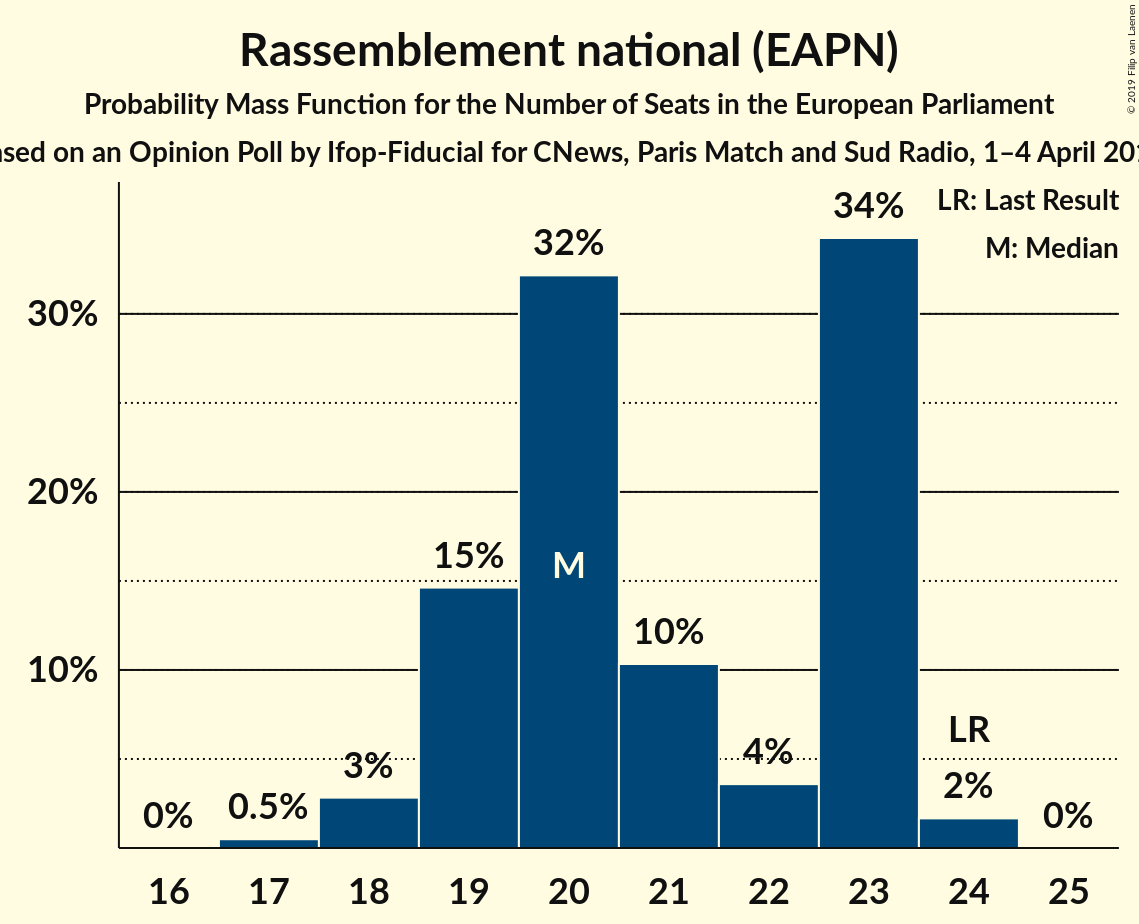 Rassemblement national (EAPN)
Probability Mass Function for the Number of Seats in the European Parliament
on an Opinion Poll by Ifop-Fiducial for CNews, Paris Match and Sud Radio, 1–4 April
© 2019 Filip van Laenen
LR: Last Result
M: Median
30%
20%
10%
0%
0.5%
3%
15%
32%
M
10%
4%
34%
LR
2%
0%
16 17 18 19 20 21 22 23 24 25